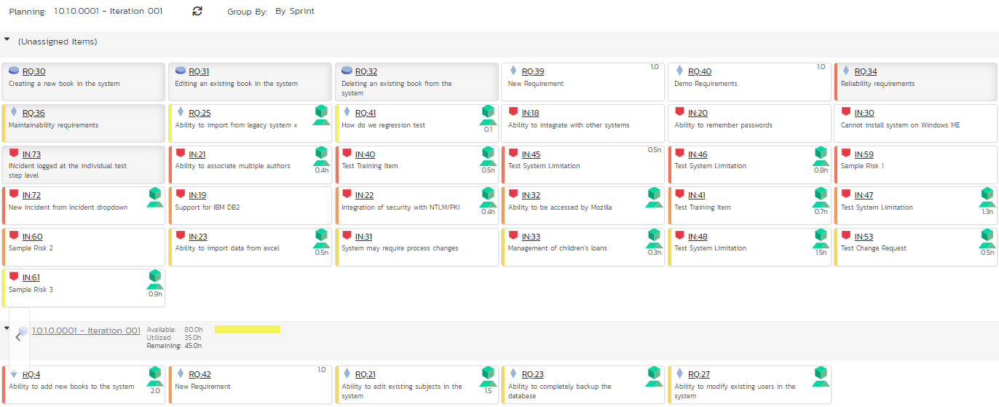 Planning: 1.0.1.0.0001 - Iteration 001 Group By: By Sprint
(Unassigned Items)
RQ:30
Creating a new book in the system
RQ:31
Editing an existing book in the system
RQ:32
Deleting an existing book from the
system
RQ:39 1.0
New Requirement
RQ:40 1.0
Demo Requirements
RQ:34
Reliability requirements
RQ:36
Maintainability requirements
RQ:25
Ability to import from legacy system x
RQ:41
How do we regression test
0.1
IN:18
Ability to integrate with other systems
IN:20
Ability to remember passwords
IN:30
Cannot install system on Windows ME
IN:73
INcident logged at the individual test
step level
IN:21
Ability to associate multiple authors
0.4h
IN:40
Test Training Item
0.5h
IN:45 0.5h
Test System Limitation
IN:46
Test System Limitation
0.8h
IN:59
Sample Risk 1
IN:72
New Incident from Incident dropdown
IN:19
Support for IBM DB2
IN:22
Integration of security with NTLM/PKI
0.4h
IN:32
Ability to be accessed by Mozilla
IN:41
Test Training Item
0.7h
IN:47
Test System Limitation
1.3h
IN:60
Sample Risk 2
IN:23
Ability to import data from excel
0.5h
IN:31
System may require process changes
IN:33
Management of children's loans
0.3h
IN:48
Test System Limitation
1.5h
IN:53
Test Change Request
0.5h
IN:61
Sample Risk 3
0.9h
1.0.1.0.0001 - Iteration 001
Available: 80.0h
Utilized: 35.0h
Remaining: 45.0h
RQ:4
Ability to add new books to the system
2.0
RQ:42 1.0
New Requirement
RQ:21
Ability to edit existing subjects in the
system
1.5
RQ:23
Ability to completely backup the
database
RQ:27
Ability to modify existing users in the
system